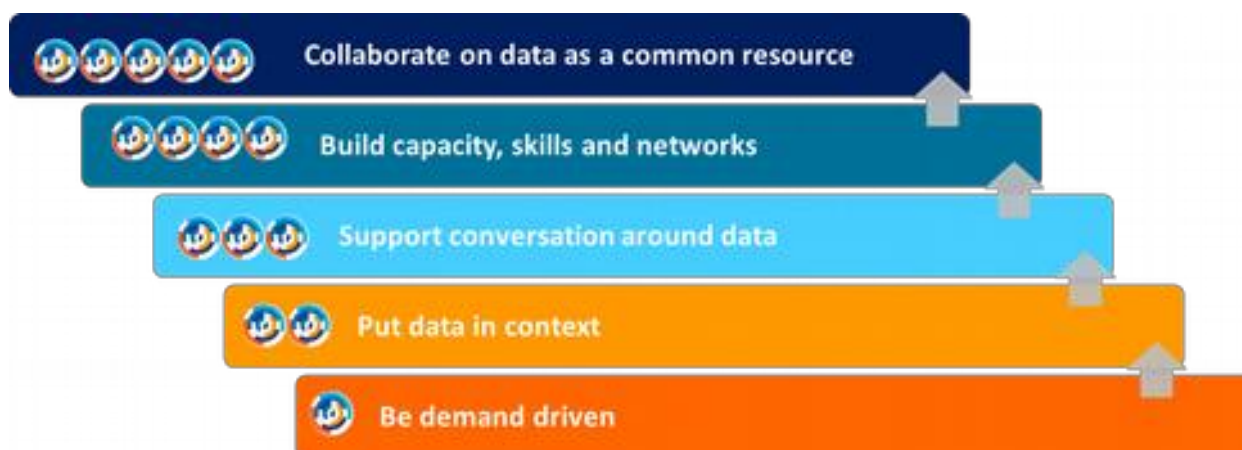 Collaborate on data as a common resource
Build capacity, skills and networks
Support conversation around data
Put data in context
Be demand driven